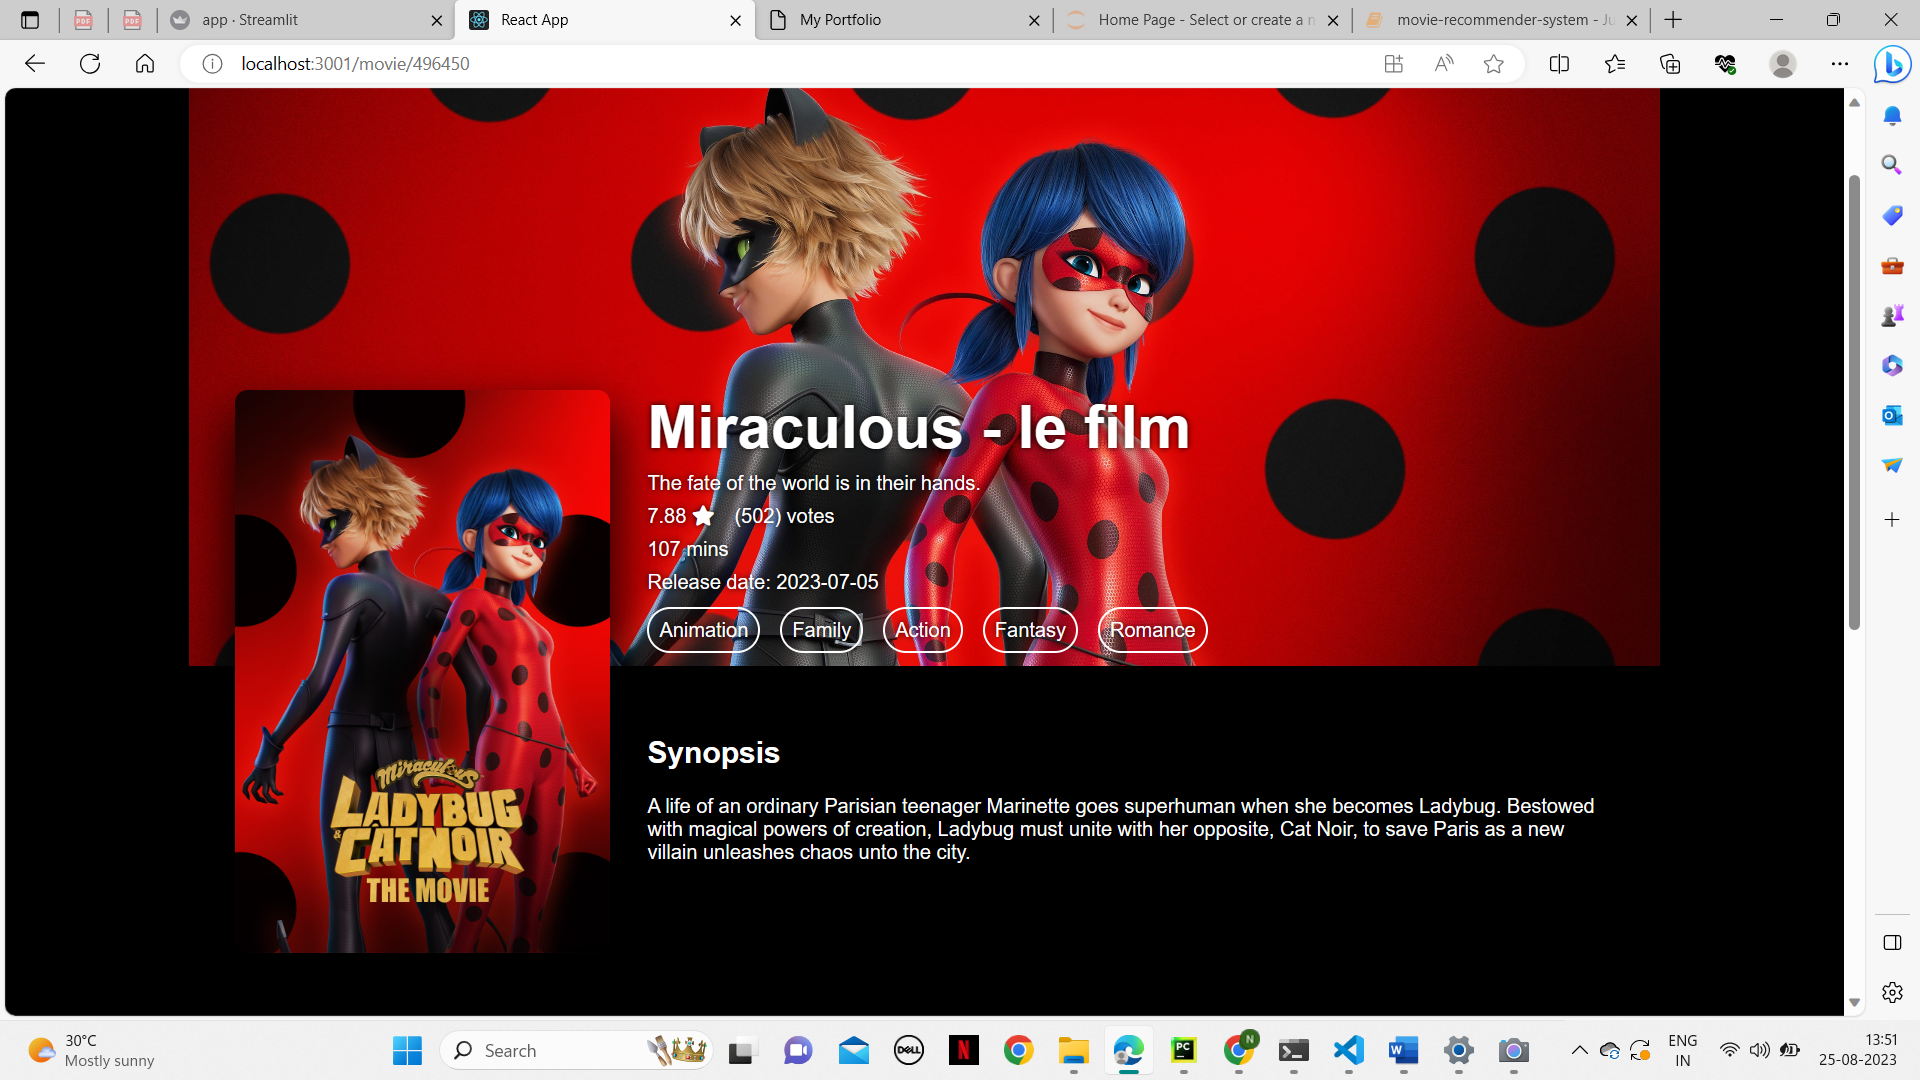 PDF
PDF
app · Streamlit
React App
My Portfolio
Home Page - Select or create a n
movie-recommender-system - Ju
localhost:3001/movie/496450
Miraculous - le film
The fate of the world is in their hands.
7.88 (502) votes
107 mins
Release date: 2023-07-05
Animation Family Action Fantasy Romance
Miraculous
LADYBUG
& CAT NOIR
THE MOVIE
Synopsis
A life of an ordinary Parisian teenager Marinette goes superhuman when she becomes Ladybug. Bestowed
with magical powers of creation, Ladybug must unite with her opposite, Cat Noir, to save Paris as a new
villain unleashes chaos unto the city.
30°C
Mostly sunny
Search
DELL
N
PC
N
W
ENG
IN
13:51
25-08-2023